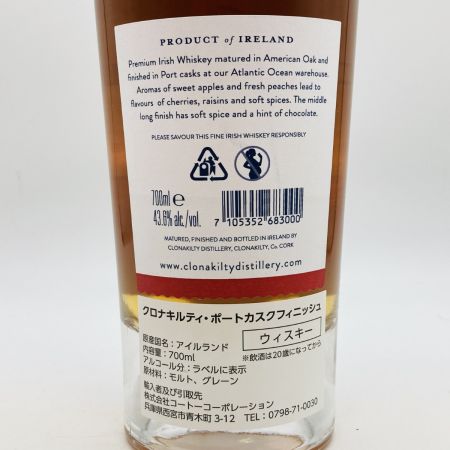 PRODUCT of IRELAND
Premium Irish Whiskey matured in American Oak and
finished in Port casks at our Atlantic Ocean warehouse.
Aromas of sweet apples and fresh peaches lead to
flavours of cherries, raisins and soft spices. The middle
long finish has soft spice and a hint of chocolate.
PLEASE SAVOUR THIS FINE IRISH WHISKEY RESPONSIBLY
700ml e
43.6% alc./vol.
7 105352 683000
MATURED, FINISHED AND BOTTLED IN IRELAND BY
CLONAKILTY DISTILLERY, CLONAKILTY, Co. CORK
www.clonakiltydistillery.com
クロナキルティ・ポートカスクフィニッシュ
原産国名：アイルランド
内容量：700ml
アルコール分：ラベルに表示
原材料：モルト、グレーン
ウィスキー
※飲酒は20歳になってから
輸入者及び引取先
株式会社コートーコーポレーション
兵庫県西宮市青木町 3-12 TEL：0798-71-0030